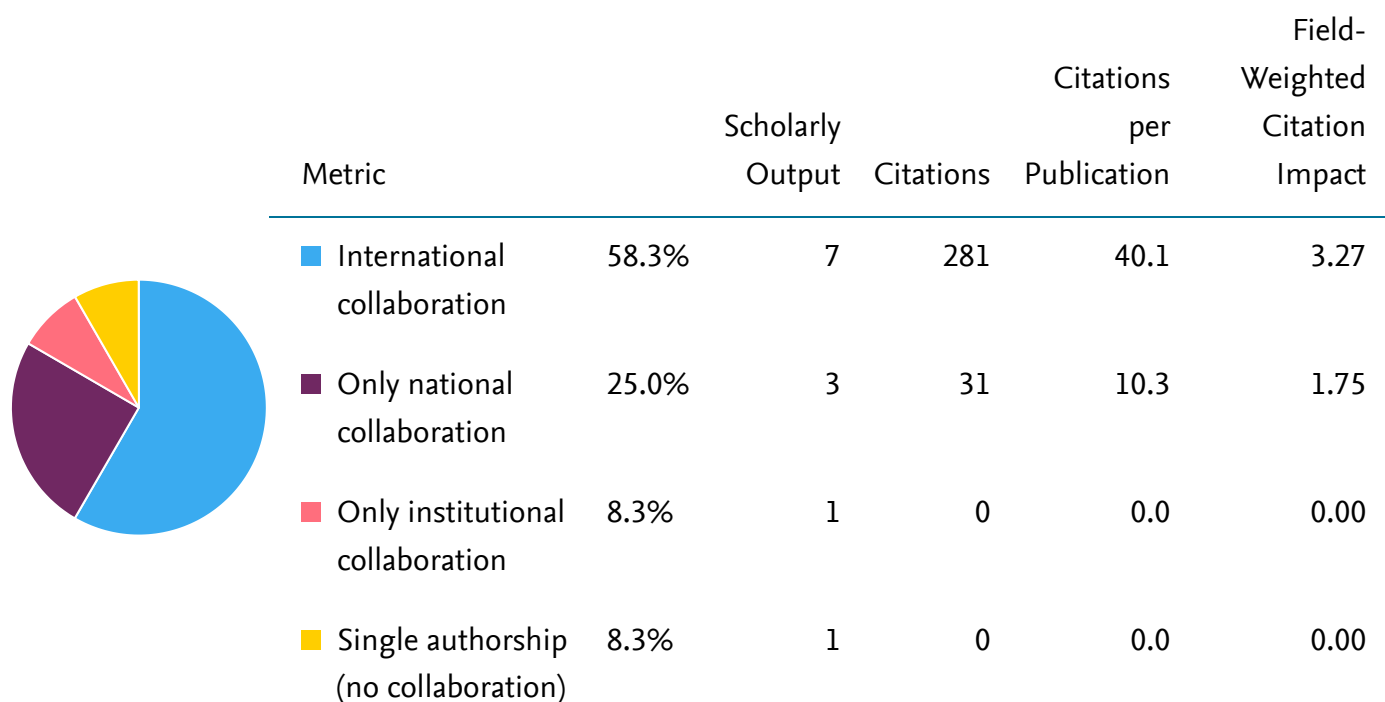 Metric
Scholarly
Output
Citations
Citations
per
Publication
Field-
Weighted
Citation
Impact
International
collaboration
58.3% 7 281 40.1 3.27
Only national
collaboration
25.0% 3 31 10.3 1.75
Only institutional
collaboration
8.3% 1 0 0.0 0.00
Single authorship
(no collaboration)
8.3% 1 0 0.0 0.00